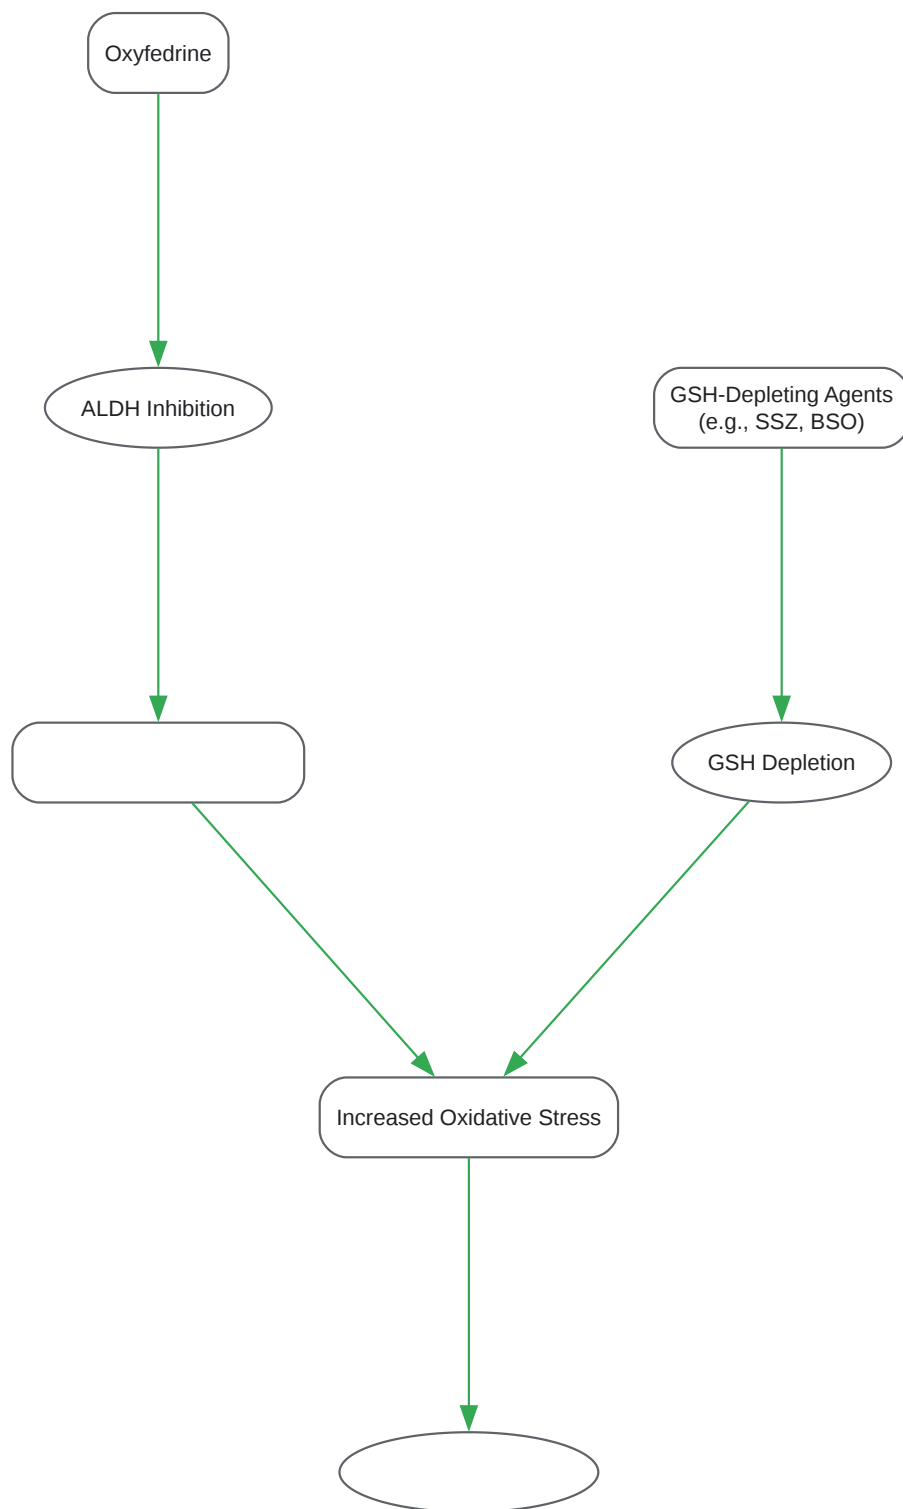 Oxyfedrine
ALDH Inhibition
GSH-Depleting Agents
(e.g., SSZ, BSO)
GSH Depletion
Increased Oxidative Stress